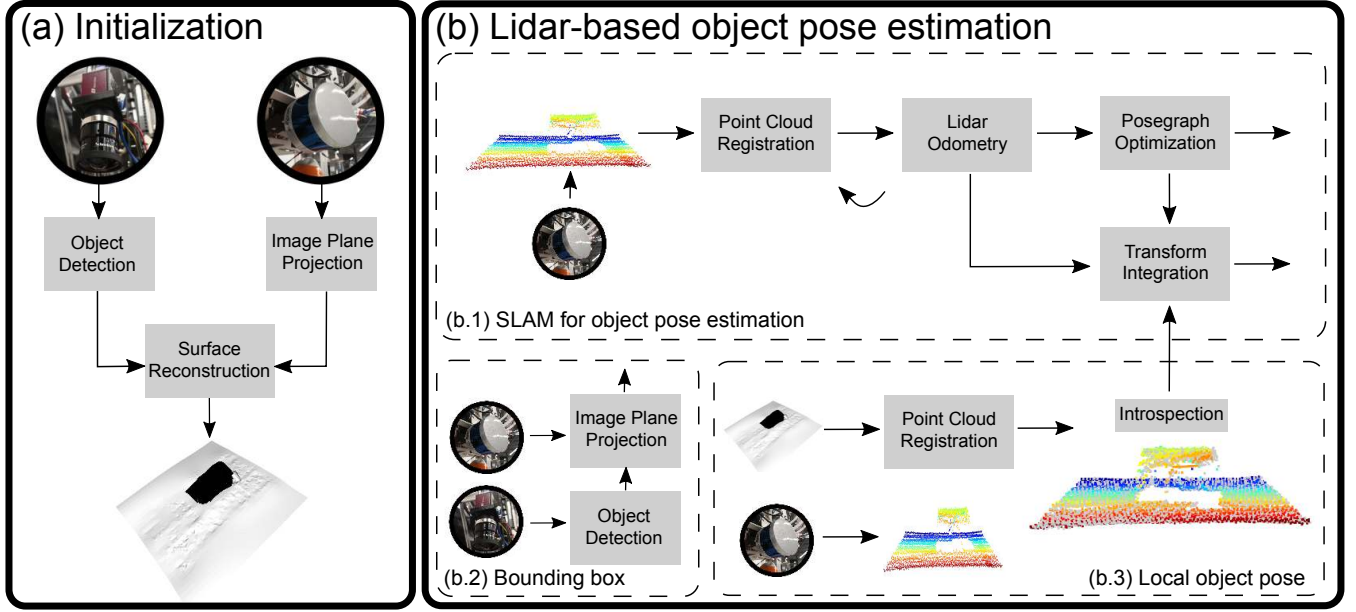 (a) Initialization
Object
Detection
Image Plane
Projection
Surface
Reconstruction
(b) Lidar-based object pose estimation
Point Cloud
Registration
Lidar
Odometry
Posegraph
Optimization
Transform
Integration
(b.1) SLAM for object pose estimation
Image Plane
Projection
Object
Detection
(b.2) Bounding box
Point Cloud
Registration
Introspection
(b.3) Local object pose